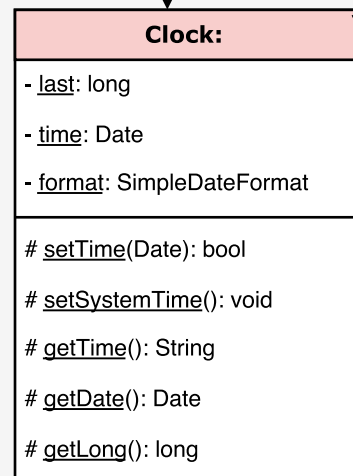 Clock:
- last: long
- time: Date
- format: SimpleDateFormat
# setTime(Date): bool
# setSystemTime(): void
# getTime(): String
# getDate(): Date
# getLong(): long